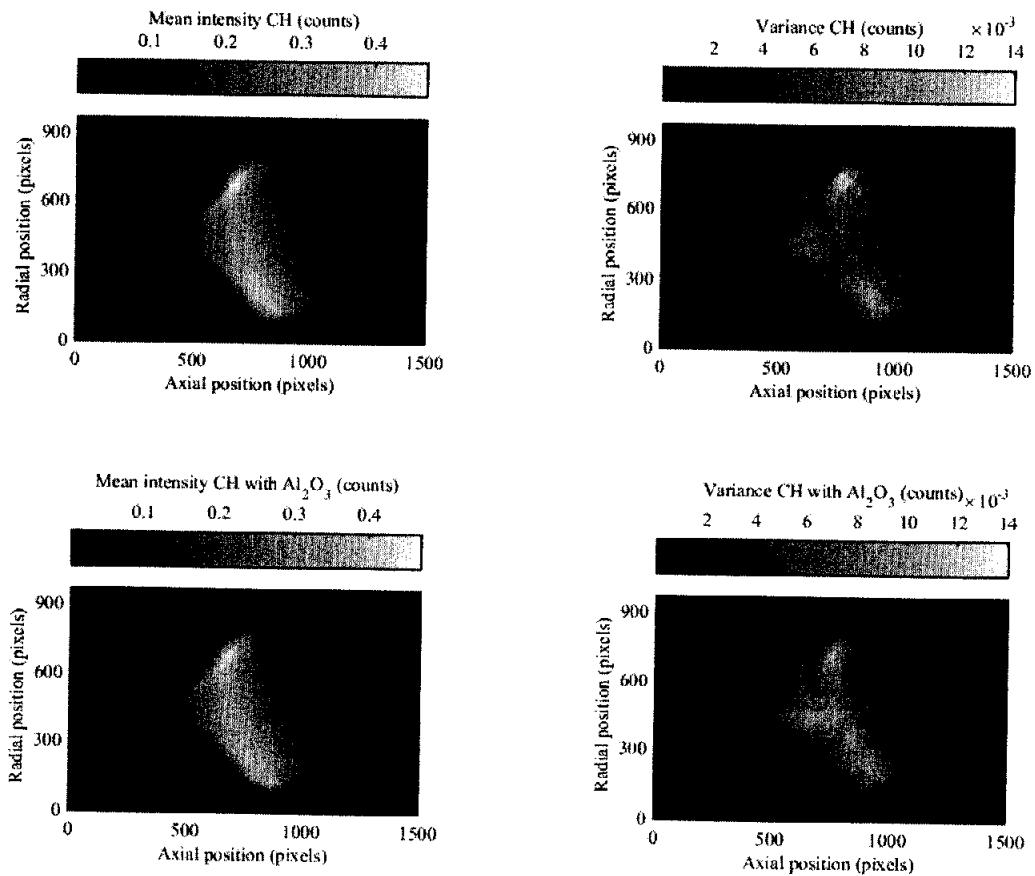 Mean intensity CH (counts)
0.1 0.2 0.3 0.4
Radial position (pixels)
900
600
300
0
0 500 1000 1500
Axial position (pixels)
Variance CH (counts) ×10⁻³
2 4 6 8 10 12 14
Radial position (pixels)
900
600
300
0
0 500 1000 1500
Axial position (pixels)
Mean intensity CH with Al₂O₃ (counts)
0.1 0.2 0.3 0.4
Radial position (pixels)
900
600
300
0
0 500 1000 1500
Axial position (pixels)
Variance CH with Al₂O₃ (counts) ×10⁻³
2 4 6 8 10 12 14
Radial position (pixels)
900
600
300
0
0 500 1000 1500
Axial position (pixels)